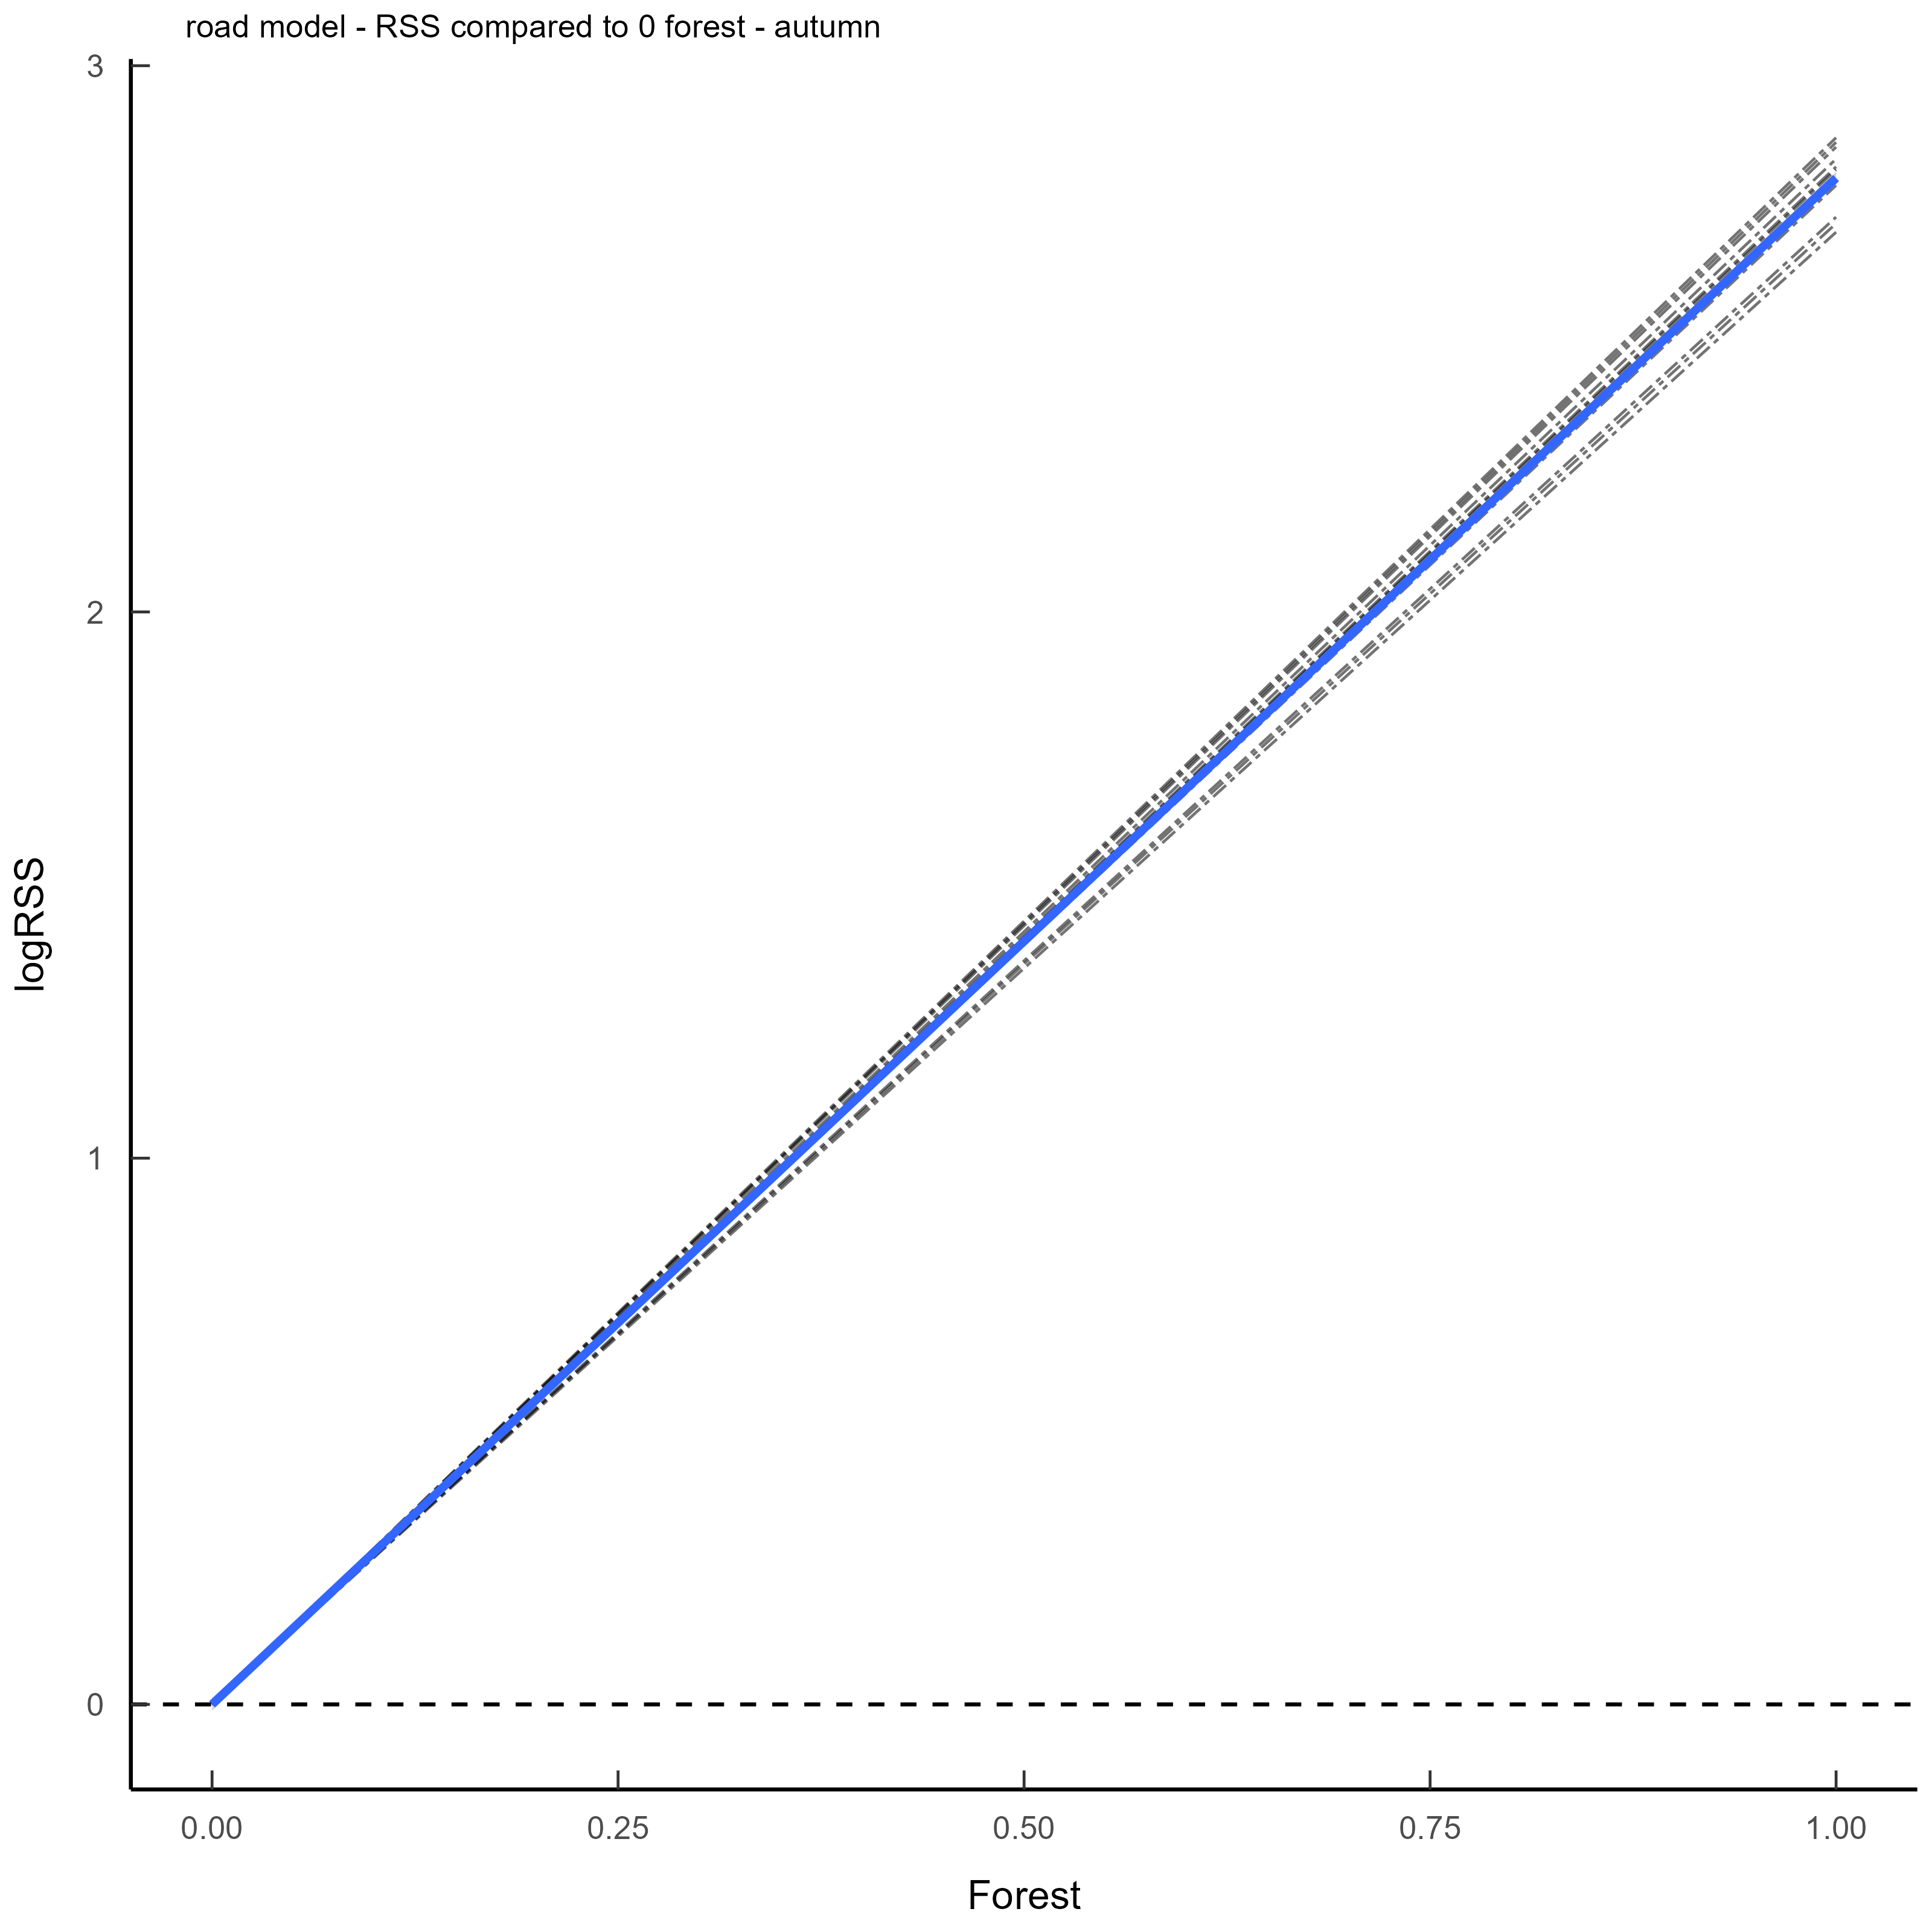 road model - RSS compared to 0 forest - autumn
3
2
1
0
logRSS
0.00 0.25 0.50 0.75 1.00
Forest